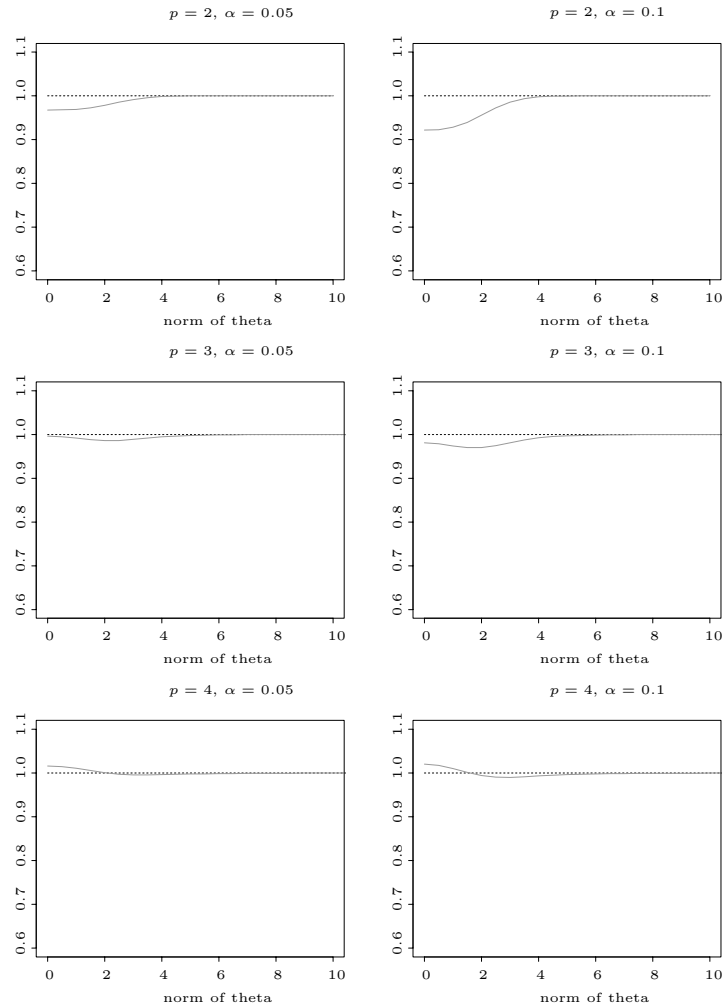 p = 2, α = 0.05
1.1
1.0
0.9
0.8
0.7
0.6
0 2 4 6 8 10
norm of theta
p = 2, α = 0.1
1.1
1.0
0.9
0.8
0.7
0.6
0 2 4 6 8 10
norm of theta
p = 3, α = 0.05
1.1
1.0
0.9
0.8
0.7
0.6
0 2 4 6 8 10
norm of theta
p = 3, α = 0.1
1.1
1.0
0.9
0.8
0.7
0.6
0 2 4 6 8 10
norm of theta
p = 4, α = 0.05
1.1
1.0
0.9
0.8
0.7
0.6
0 2 4 6 8 10
norm of theta
p = 4, α = 0.1
1.1
1.0
0.9
0.8
0.7
0.6
0 2 4 6 8 10
norm of theta